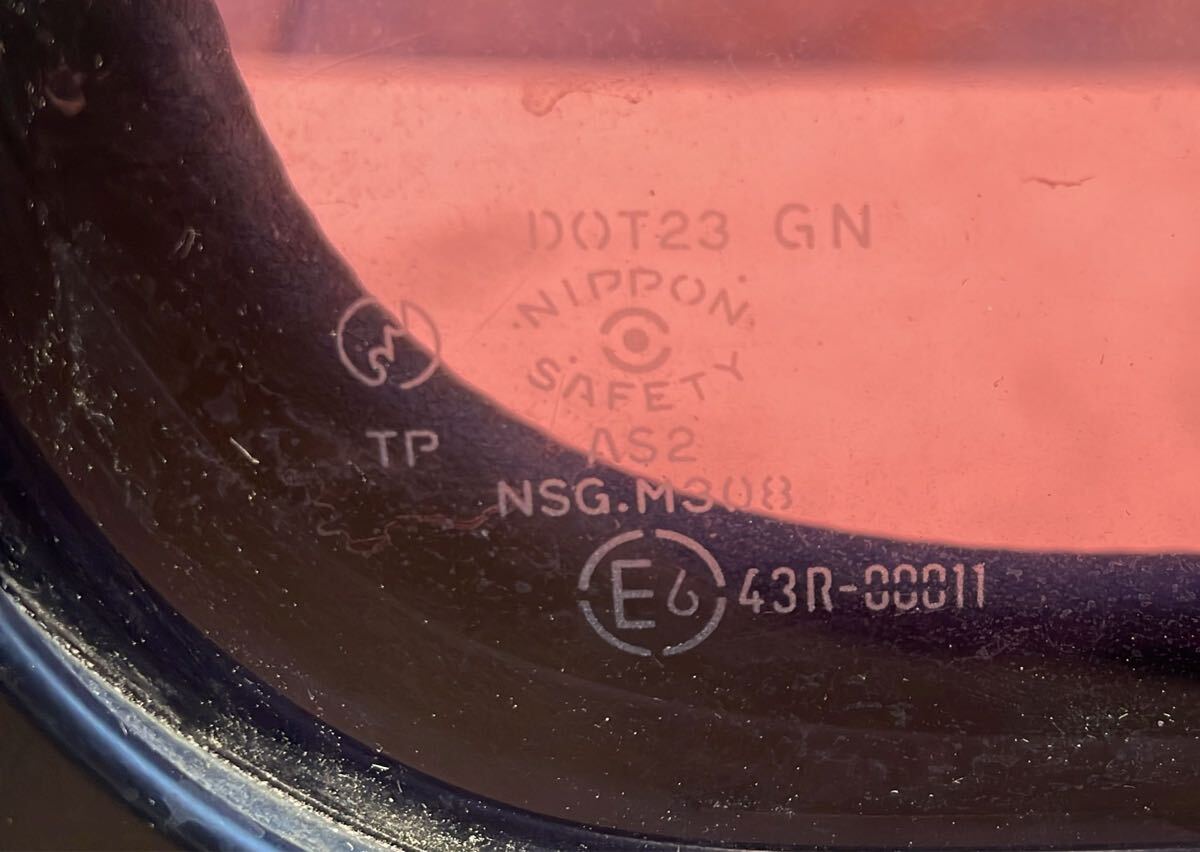 DOT23 GN
NIPPON
SAFETY
TP
AS2
NSG.M308
E6 43R-00011